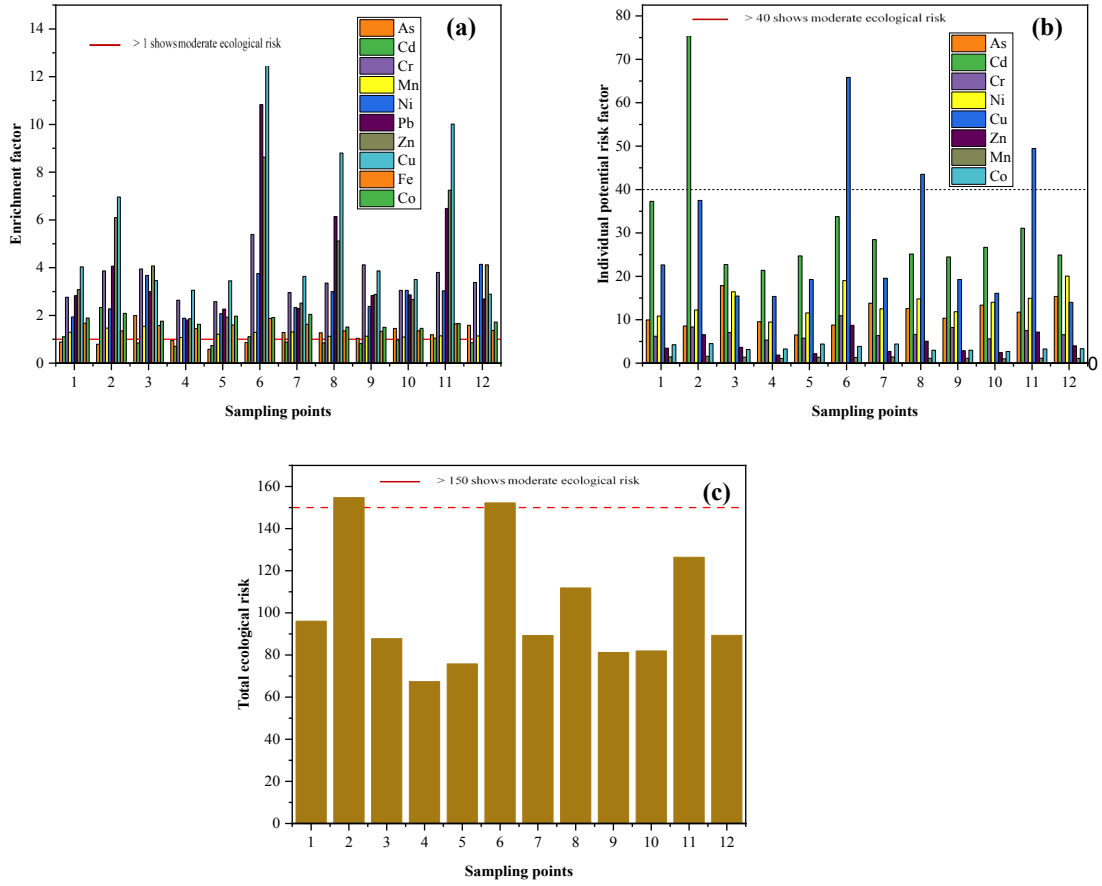 (a)
> 1 shows moderate ecological risk
As
Cd
Cr
Mn
Ni
Pb
Zn
Cu
Fe
Co
Enrichment factor
14
12
10
8
6
4
2
0
1 2 3 4 5 6 7 8 9 10 11 12
Sampling points
(b)
> 40 shows moderate ecological risk
As
Cd
Cr
Ni
Cu
Zn
Mn
Co
Individual potential risk factor
80
70
60
50
40
30
20
10
0
0
1 2 3 4 5 6 7 8 9 10 11 12
Sampling points
(c)
> 150 shows moderate ecological risk
Total ecological risk
160
140
120
100
80
60
40
20
0
1 2 3 4 5 6 7 8 9 10 11 12
Sampling points